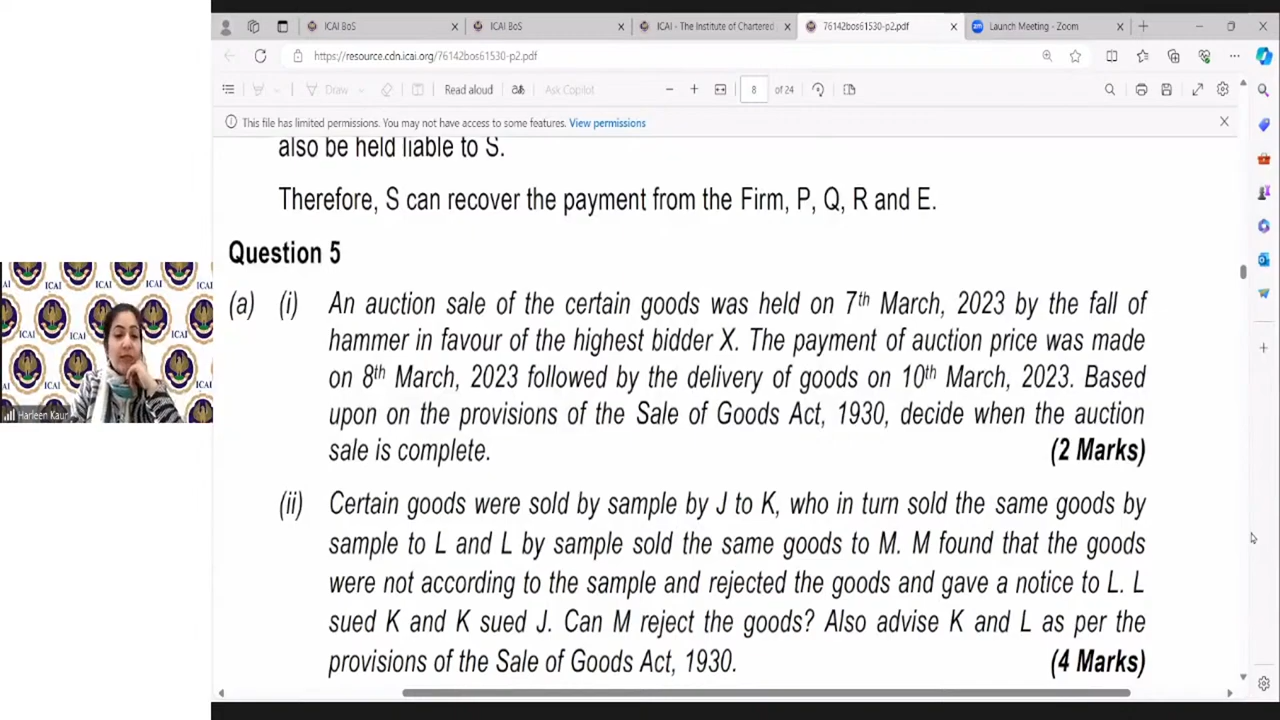 ICAI BoS
ICAI BoS
ICAI - The Institute of Chartered
76142bos61530-p2.pdf
Launch Meeting - Zoom
https://resource.cdn.icai.org/76142bos61530-p2.pdf
Draw
Read aloud
Ask Copilot
8
of 24
This file has limited permissions. You may not have access to some features. View permissions
also be held liable to S.
Therefore, S can recover the payment from the Firm, P, Q, R and E.
Question 5
(a) (i) An auction sale of the certain goods was held on 7th March, 2023 by the fall of
hammer in favour of the highest bidder X. The payment of auction price was made
on 8th March, 2023 followed by the delivery of goods on 10th March, 2023. Based
upon on the provisions of the Sale of Goods Act, 1930, decide when the auction
sale is complete. (2 Marks)
(ii) Certain goods were sold by sample by J to K, who in turn sold the same goods by
sample to L and L by sample sold the same goods to M. M found that the goods
were not according to the sample and rejected the goods and gave a notice to L. L
sued K and K sued J. Can M reject the goods? Also advise K and L as per the
provisions of the Sale of Goods Act, 1930. (4 Marks)
ICAI ICAI ICAI ICAI
Harleen Kaur